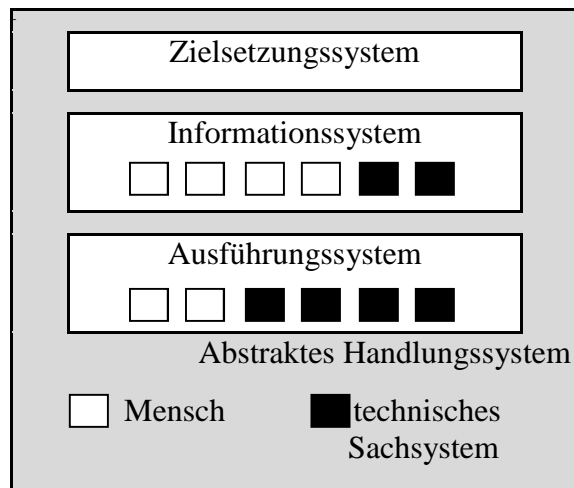 Zielsetzungssystem
Informationssystem
Ausführungssystem
Abstraktes Handlungssystem
Mensch
technisches
Sachsystem